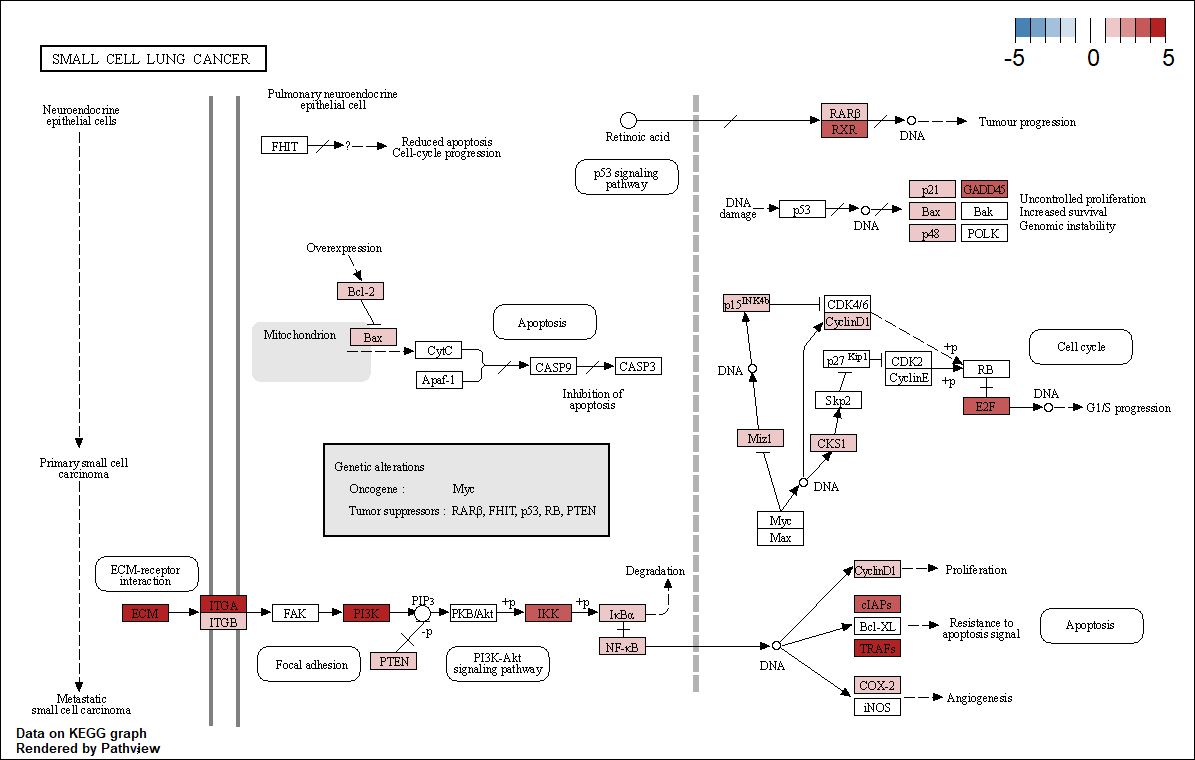 SMALL CELL LUNG CANCER
-5 0 5
Neuroendocrine
epithelial cells
Pulmonary neuroendocrine
epithelial cell
FHIT
?
Reduced apoptosis
Cell-cycle progression
Retinoic acid
RARβ
RXR
DNA
Tumour progression
p53 signaling
pathway
DNA
damage
p53
DNA
p21
GADD45
Bax
Bak
p48
POLK
Uncontrolled proliferation
Increased survival
Genomic instability
Overexpression
Bcl-2
Mitochondrion
Bax
Apoptosis
CytC
Apaf-1
CASP9
CASP3
Inhibition of
apoptosis
p15INK4b
CDK4/6
CyclinD1
DNA
p27 Kip1
CDK2
CyclinE
+p
+p
RB
Cell cycle
Skp2
E2F
DNA
G1/S progression
Miz1
CKS1
DNA
Myc
Max
Primary small cell
carcinoma
Genetic alterations
Oncogene : Myc
Tumor suppressors : RARβ, FHIT, p53, RB, PTEN
ECM-receptor
interaction
ECM
ITGA
ITGB
FAK
PI3K
PIP3
-p
PTEN
PKB/Akt
+p
IKK
+p
IκBα
NF-κB
Degradation
Focal adhesion
PI3K-Akt
signaling pathway
DNA
CyclinD1
Proliferation
cIAPs
Bcl-XL
TRAFs
Resistance to
apoptosis signal
Apoptosis
COX-2
iNOS
Angiogenesis
Metastatic
small cell carcinoma
Data on KEGG graph
Rendered by Pathview